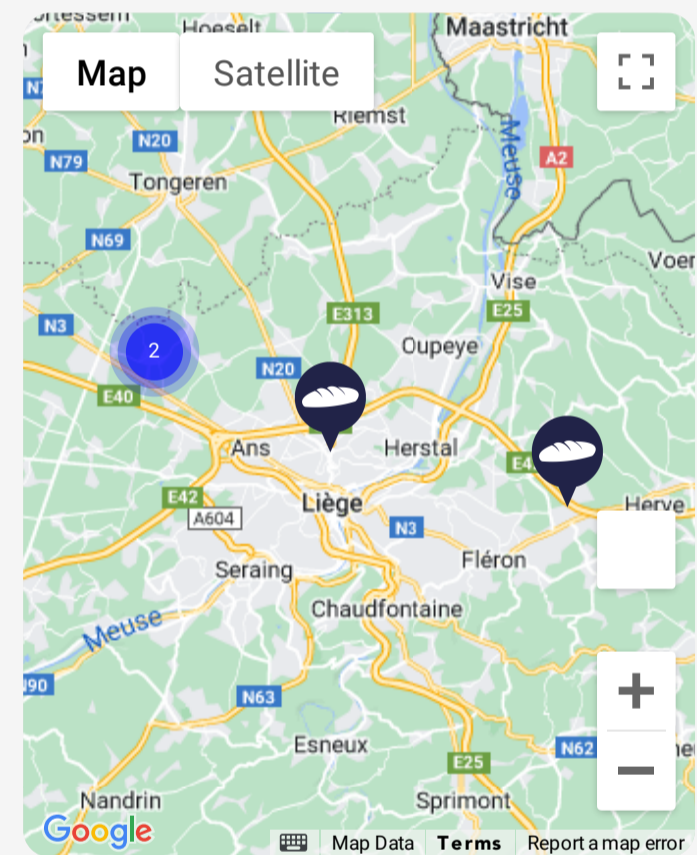 Hoeselt
Maastricht
Map
Satellite
Riemst
N20
N79
A2
Meuse
Tongeren
N69
Voer
Vise
N3
E313
E25
Oupeye
2
N20
E40
Ans
Herstal
E4
E42
Liège
Herve
A604
N3
Fléron
Seraing
Chaudfontaine
Meuse
N90
N63
Esneux
N62
E25
Nandrin
Sprimont
Google
Map Data
Terms
Report a map error